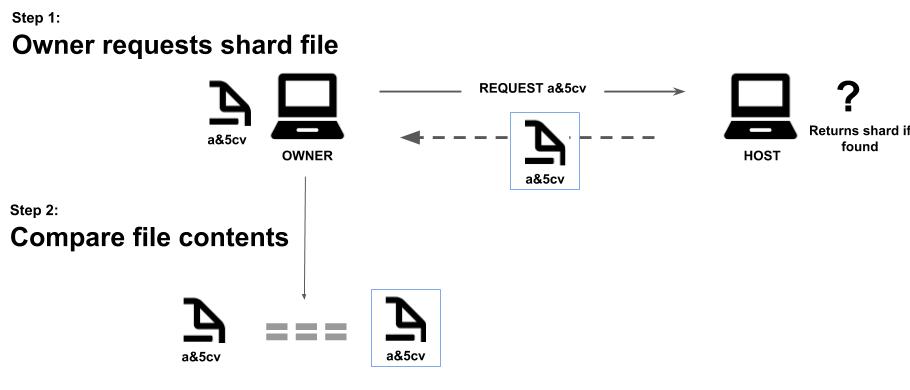 Step 1:
Owner requests shard file
REQUEST a&5cv
?
a&5cv
OWNER
a&5cv
HOST
Returns shard if
found
Step 2:
Compare file contents
a&5cv
===
a&5cv